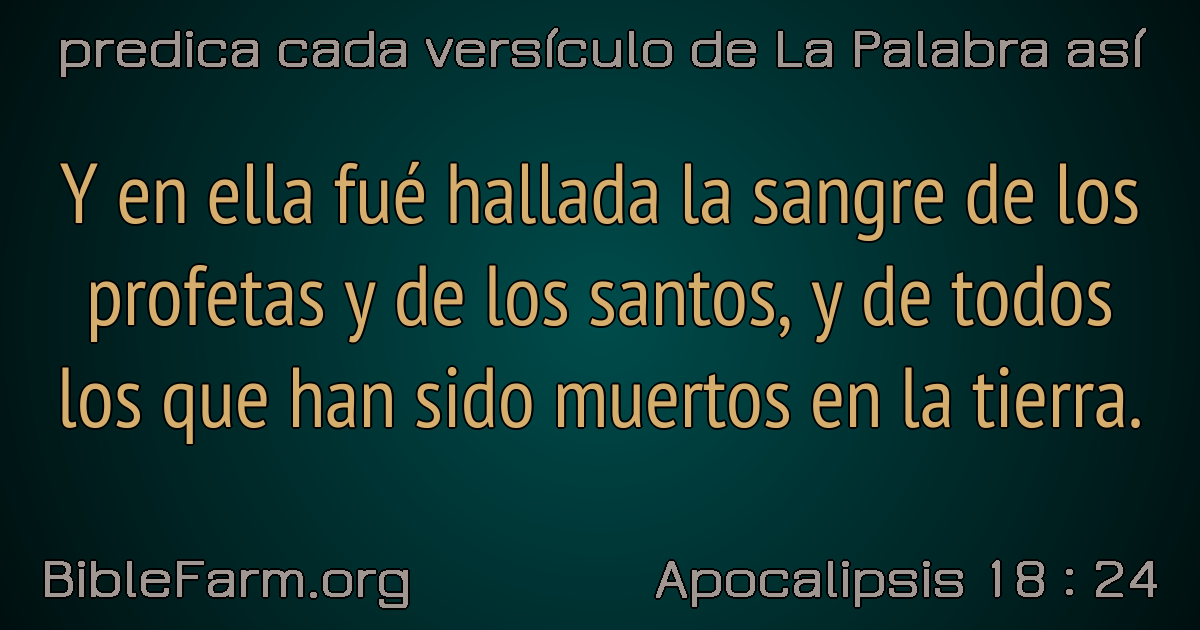 predica cada versículo de La Palabra así
Y en ella fué hallada la sangre de los
profetas y de los santos, y de todos
los que han sido muertos en la tierra.
BibleFarm.org
Apocalipsis 18 : 24